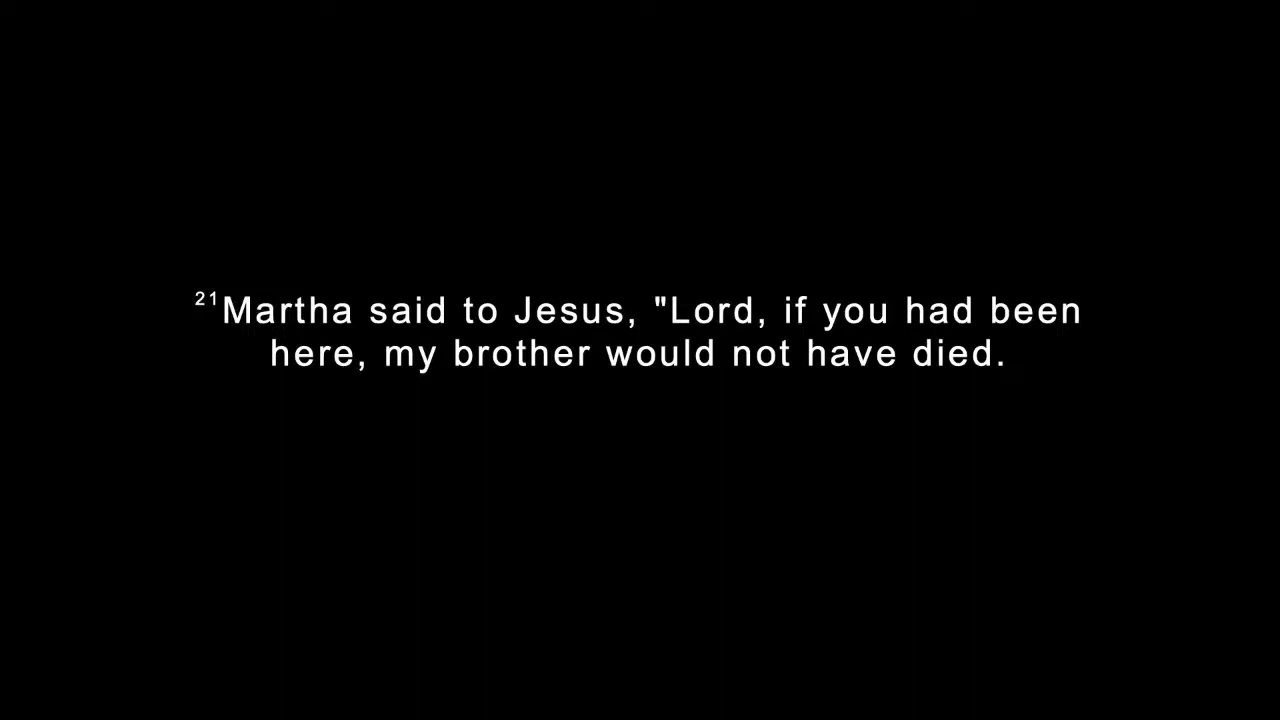 21Martha said to Jesus, "Lord, if you had been
here, my brother would not have died.